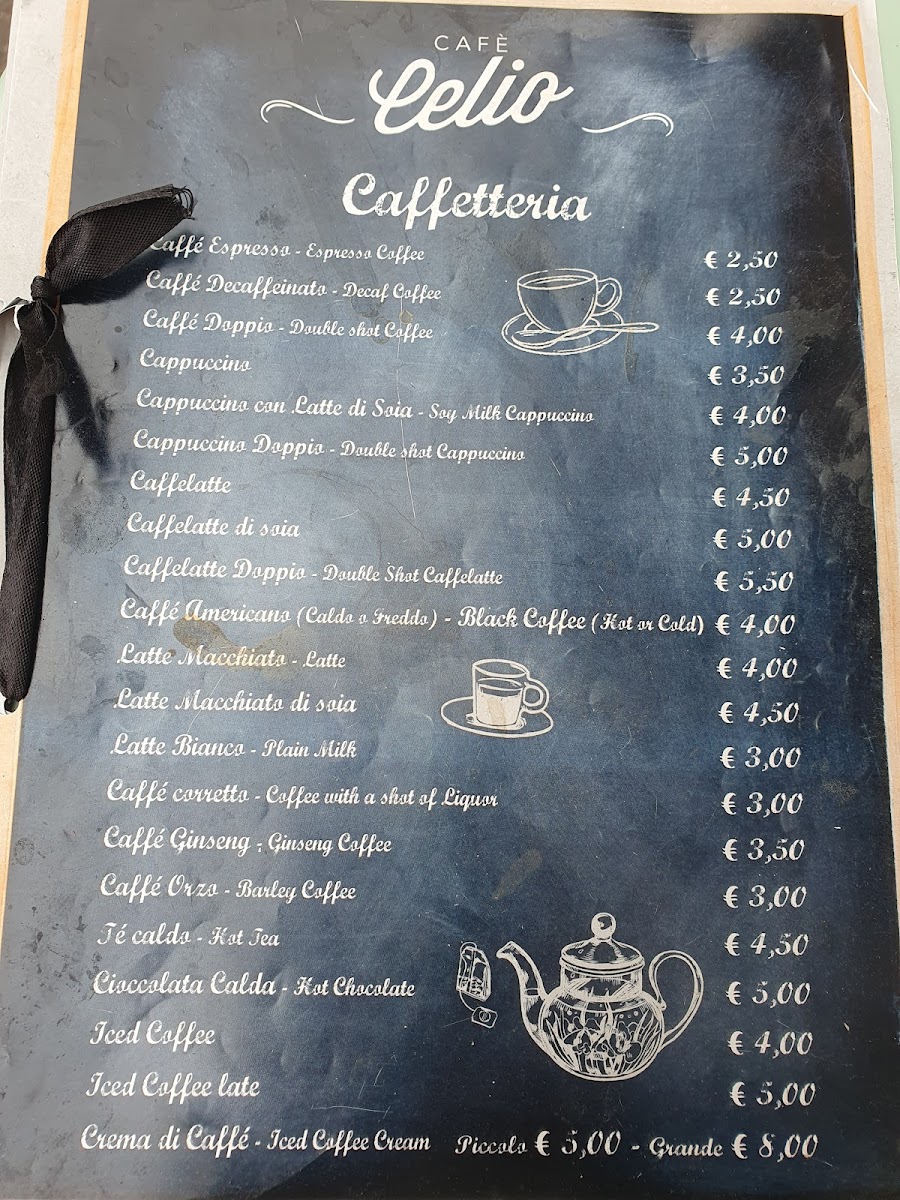 CAFÈ
Celio
Caffetteria
Caffé Espresso - Espresso Coffee € 2,50
Caffé Decaffeinato - Decaf Coffee € 2,50
Caffé Doppio - Double shot Coffee € 4,00
Cappuccino € 3,50
Cappuccino con Latte di Soia - Soy Milk Cappuccino € 4,00
Cappuccino Doppio - Double shot Cappuccino € 5,00
Caffelatte € 4,50
Caffelatte di soia € 5,00
Caffelatte Doppio - Double Shot Caffelatte € 5,50
Caffé Americano (Caldo o Freddo) - Black Coffee (Hot or Cold) € 4,00
Latte Macchiato - Latte € 4,00
Latte Macchiato di soia € 4,50
Latte Bianco - Plain Milk € 3,00
Caffé corretto - Coffee with a shot of Liquor € 3,00
Caffé Ginseng - Ginseng Coffee € 3,50
Caffé Orzo - Barley Coffee € 3,00
Té caldo - Hot Tea € 4,50
Cioccolata Calda - Hot Chocolate € 5,00
Iced Coffee € 4,00
Iced Coffee late € 5,00
Crema di Caffé - Iced Coffee Cream Piccolo € 5,00 - Grande € 8,00